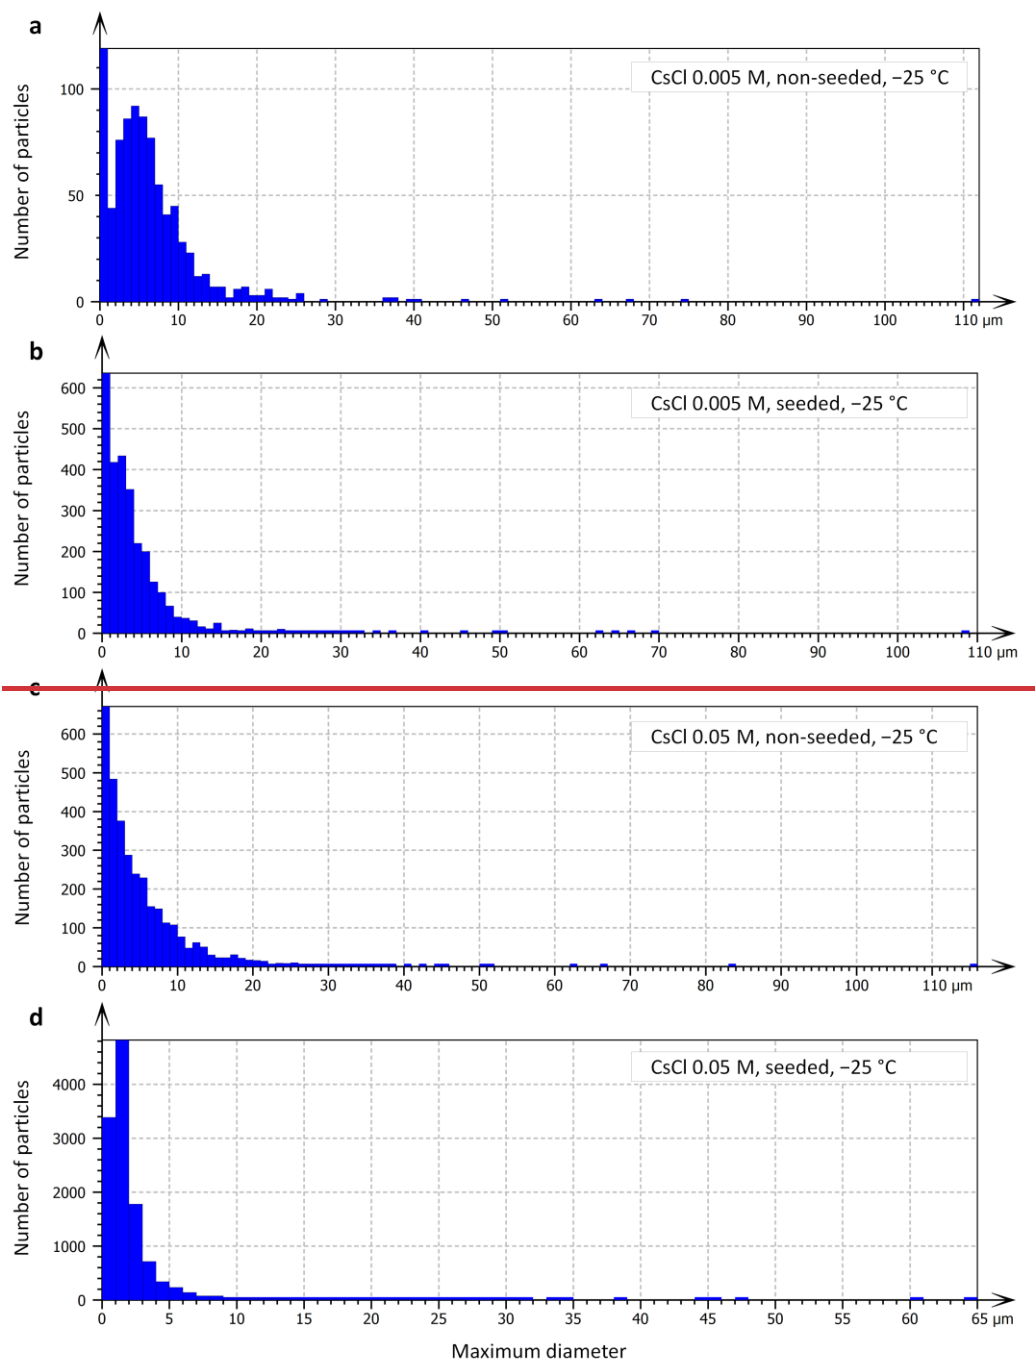 a
CsCl 0.005 M, non-seeded, −25 °C
Number of particles
100
50
0
0 10 20 30 40 50 60 70 80 90 100 110 µm
b
CsCl 0.005 M, seeded, −25 °C
Number of particles
600
500
400
300
200
100
0
0 10 20 30 40 50 60 70 80 90 100 110 µm
c
CsCl 0.05 M, non-seeded, −25 °C
Number of particles
600
500
400
300
200
100
0
0 10 20 30 40 50 60 70 80 90 100 110 µm
d
CsCl 0.05 M, seeded, −25 °C
Number of particles
4000
3000
2000
1000
0
0 5 10 15 20 25 30 35 40 45 50 55 60 65 µm
Maximum diameter